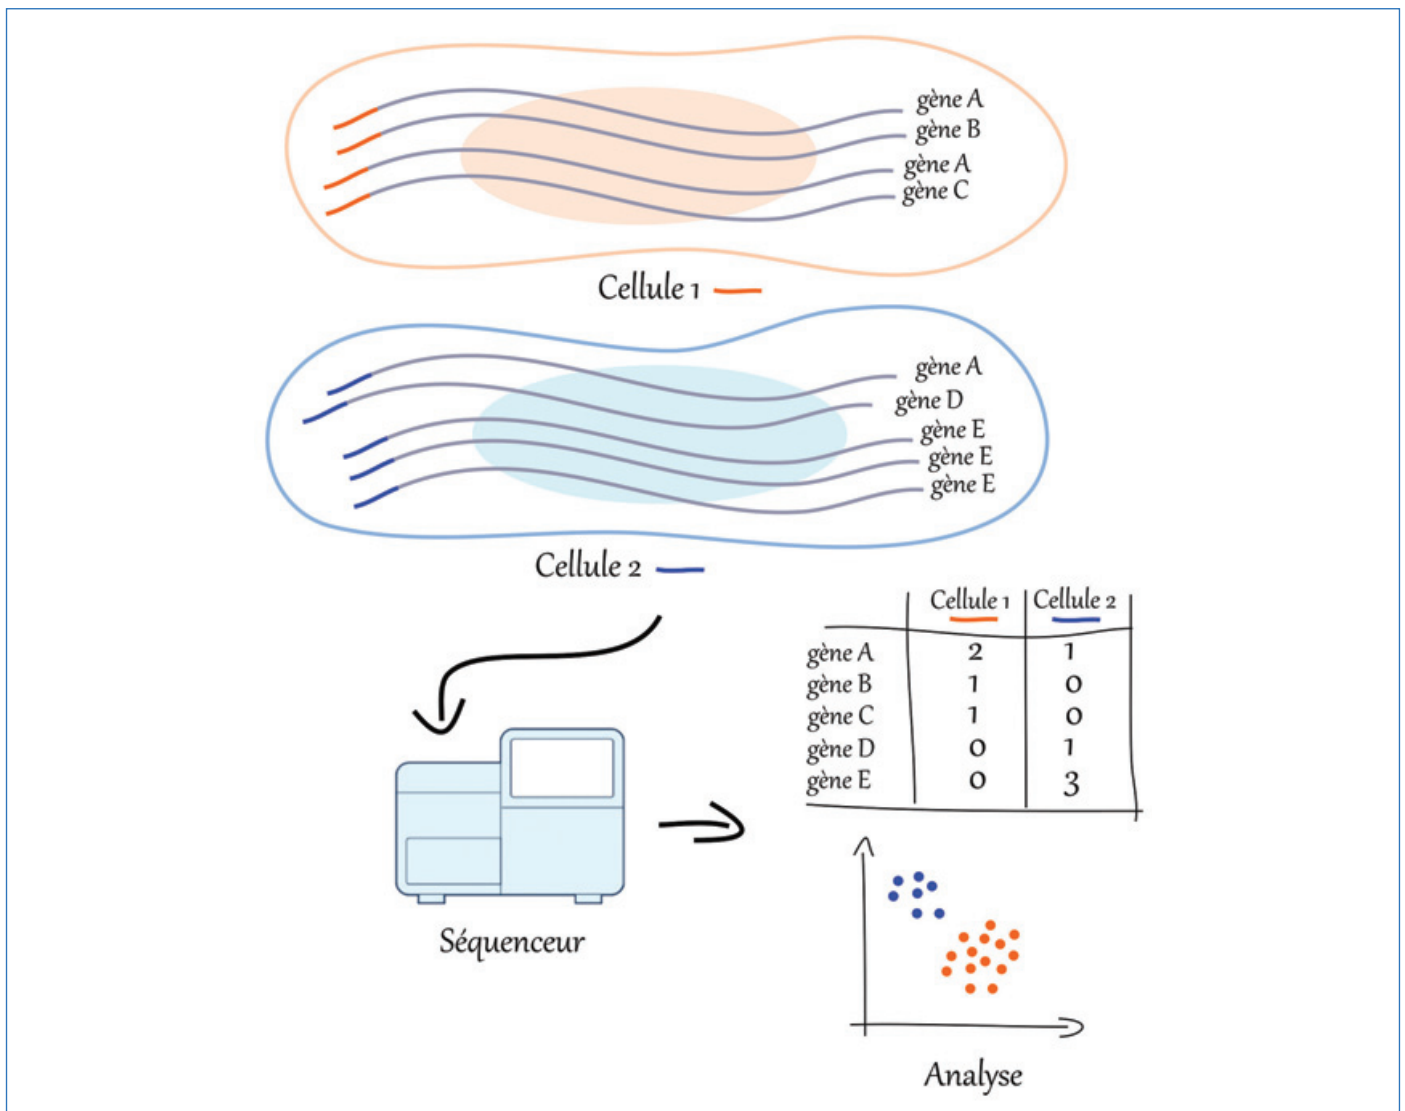 gène A
gène B
gène A
gène C
Cellule 1
gène A
gène D
gène E
gène E
gène E
Cellule 2
Cellule 1 Cellule 2
gène A 2 1
gène B 1 0
gène C 1 0
gène D 0 1
gène E 0 3
Séquenceur
Analyse